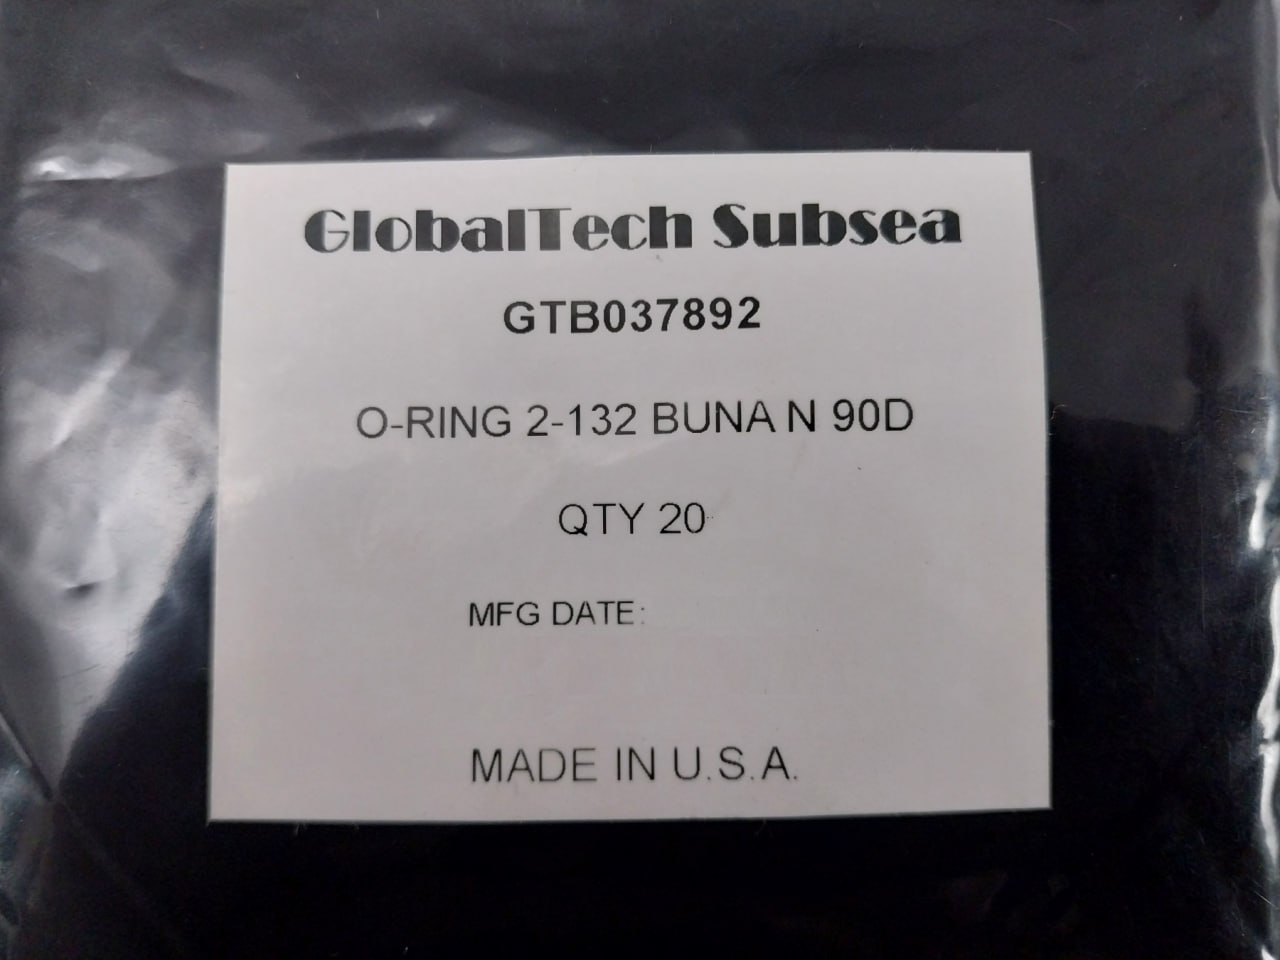 GlobalTech Subsea
GTB037892
O-RING 2-132 BUNA N 90D
QTY 20
MFG DATE:
MADE IN U.S.A.